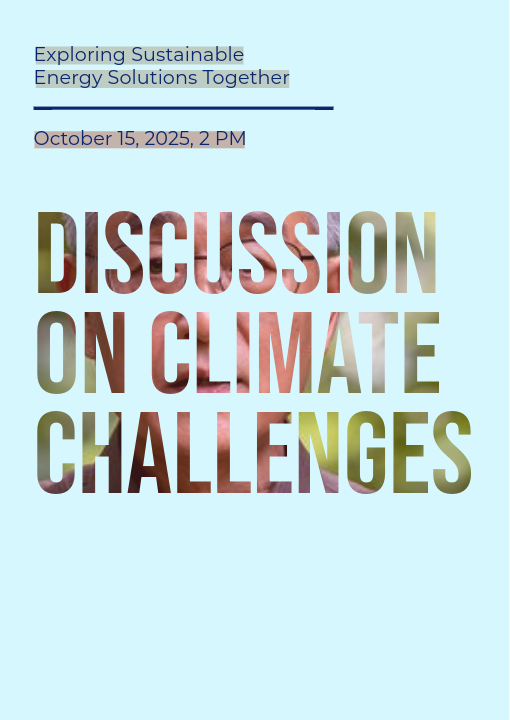 Exploring Sustainable
Energy Solutions Together
October 15, 2025, 2 PM
DISCUSSION
ON CLIMATE
CHALLENGES